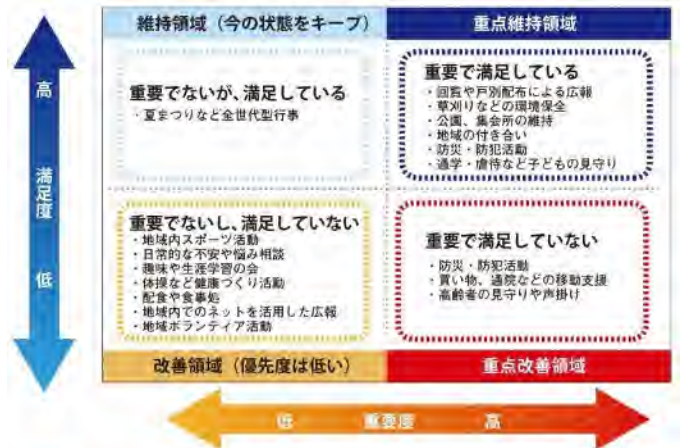 維持領域（今の状態をキープ）
重点維持領域
高
満足度
低
重要でないが、満足している
・夏まつりなど全世代型行事
重要で満足している
・回覧や戸別配布による広報
・草刈りなどの環境保全
・公園、集会所の維持
・地域の付き合い
・防災・防犯活動
・通学・虐待など子どもの見守り
重要でないし、満足していない
・地域内スポーツ活動
・日常的な不安や悩み相談
・趣味や生涯学習の会
・体操など健康づくり活動
・配食や食事処
・地域内でのネットを活用した広報
・地域ボランティア活動
重要で満足していない
・防災・防犯活動
・買い物、通院などの移動支援
・高齢者の見守りや声掛け
改善領域（優先度は低い）
重点改善領域
低　重要度　高